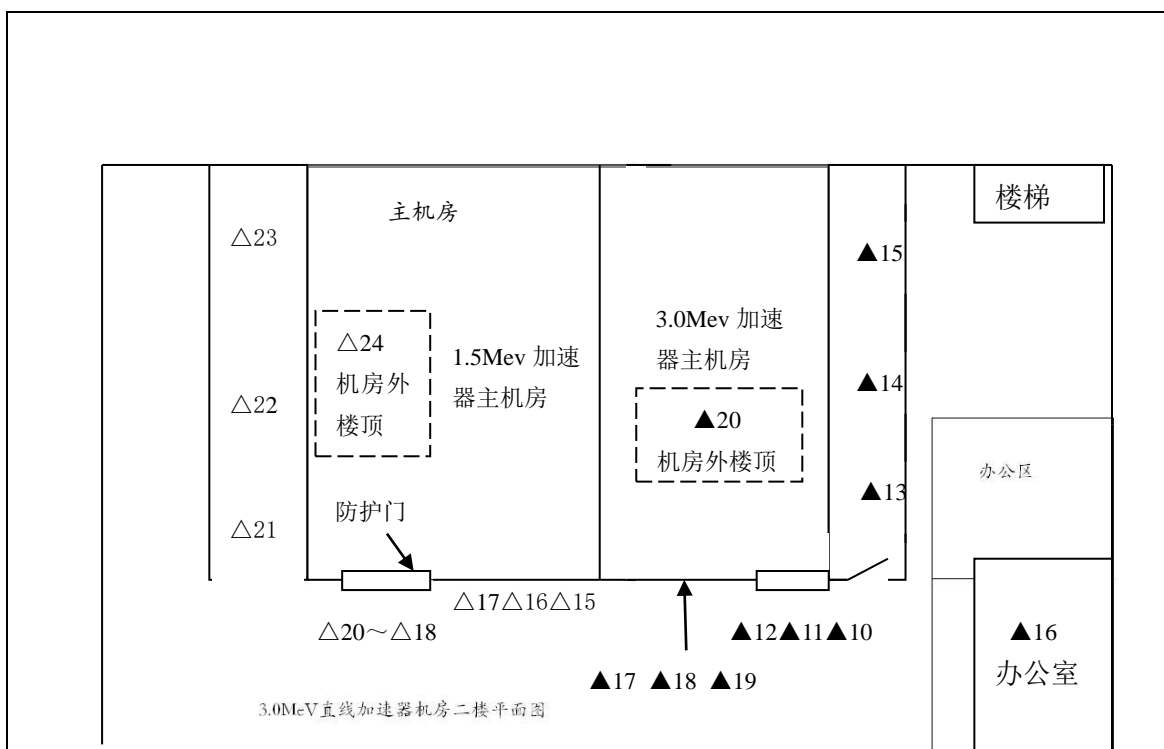 楼梯
主机房
△23
▲15
3.0Mev 加速
器主机房
△24
机房外
楼顶
1.5Mev 加速
器主机房
▲14
△22
▲20
机房外楼顶
办公区
▲13
防护门
△21
△17△16△15
△20～△18
▲12▲11▲10
▲16
办公室
▲17 ▲18 ▲19
3.0MeV直线加速器机房二楼平面图